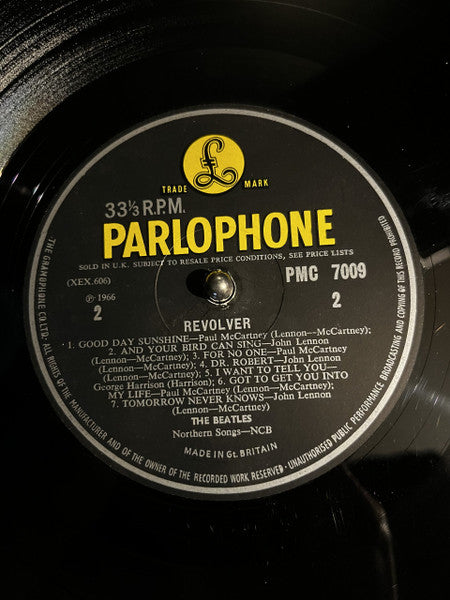 £
TRADE MARK
33⅓ R.P.M.
PARLOPHONE
SOLD IN U.K. SUBJECT TO RESALE PRICE CONDITIONS, SEE PRICE LISTS
(XEX.606)
PMC 7009
℗ 1966
2
2
REVOLVER
1. GOOD DAY SUNSHINE—Paul McCartney (Lennon—McCartney);
2. AND YOUR BIRD CAN SING—John Lennon
(Lennon—McCartney); 3. FOR NO ONE—Paul McCartney
(Lennon—McCartney); 4. DR. ROBERT—John Lennon
(Lennon—McCartney); 5. I WANT TO TELL YOU—
George Harrison (Harrison); 6. GOT TO GET YOU INTO
MY LIFE—Paul McCartney (Lennon—McCartney);
7. TOMORROW NEVER KNOWS—John Lennon
(Lennon—McCartney)
THE BEATLES
Northern Songs—NCB
MADE IN Gt. BRITAIN
THE GRAMOPHONE CO. LTD. ALL RIGHTS OF THE MANUFACTURER AND OF THE OWNER OF THE RECORDED WORK RESERVED · UNAUTHORISED PUBLIC PERFORMANCE BROADCASTING AND COPYING OF THIS RECORD PROHIBITED